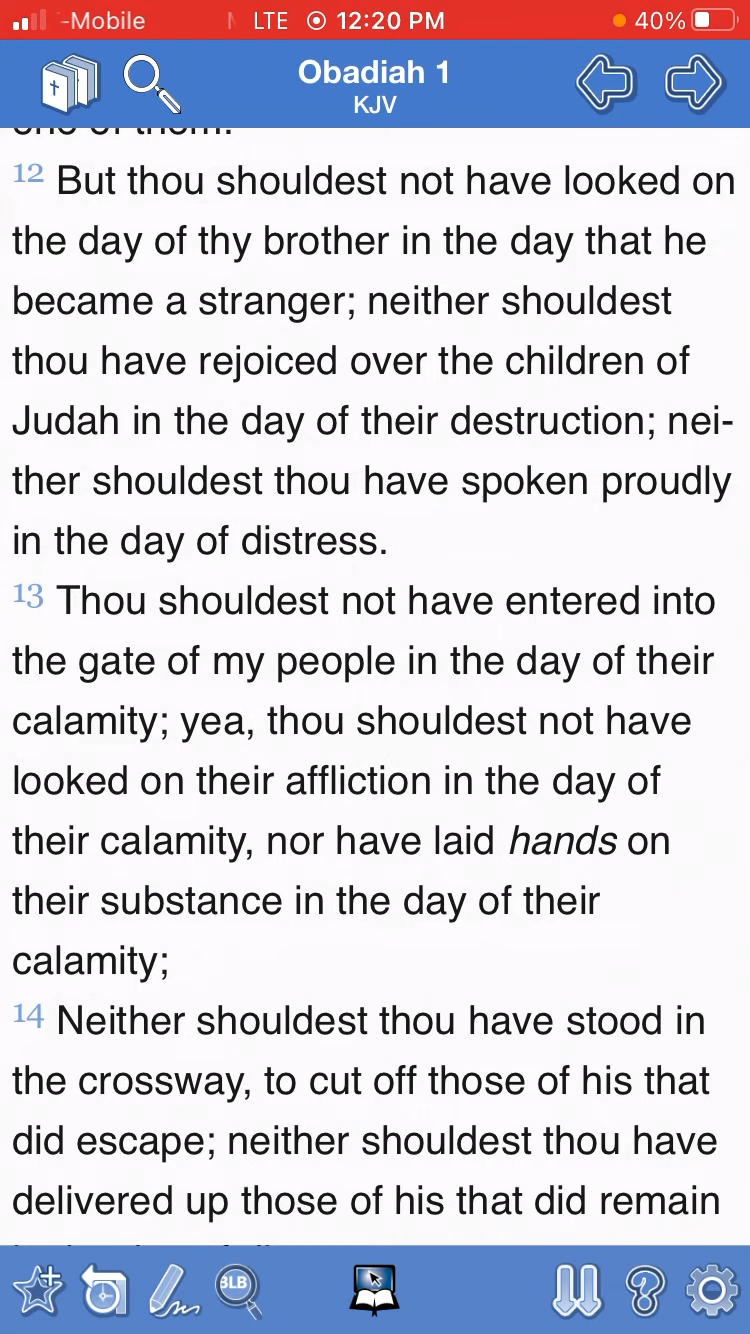 -Mobile LTE 12:20 PM 40%
Obadiah 1
KJV
one of them.
12 But thou shouldest not have looked on
the day of thy brother in the day that he
became a stranger; neither shouldest
thou have rejoiced over the children of
Judah in the day of their destruction; nei-
ther shouldest thou have spoken proudly
in the day of distress.
13 Thou shouldest not have entered into
the gate of my people in the day of their
calamity; yea, thou shouldest not have
looked on their affliction in the day of
their calamity, nor have laid hands on
their substance in the day of their
calamity;
14 Neither shouldest thou have stood in
the crossway, to cut off those of his that
did escape; neither shouldest thou have
delivered up those of his that did remain
BLB